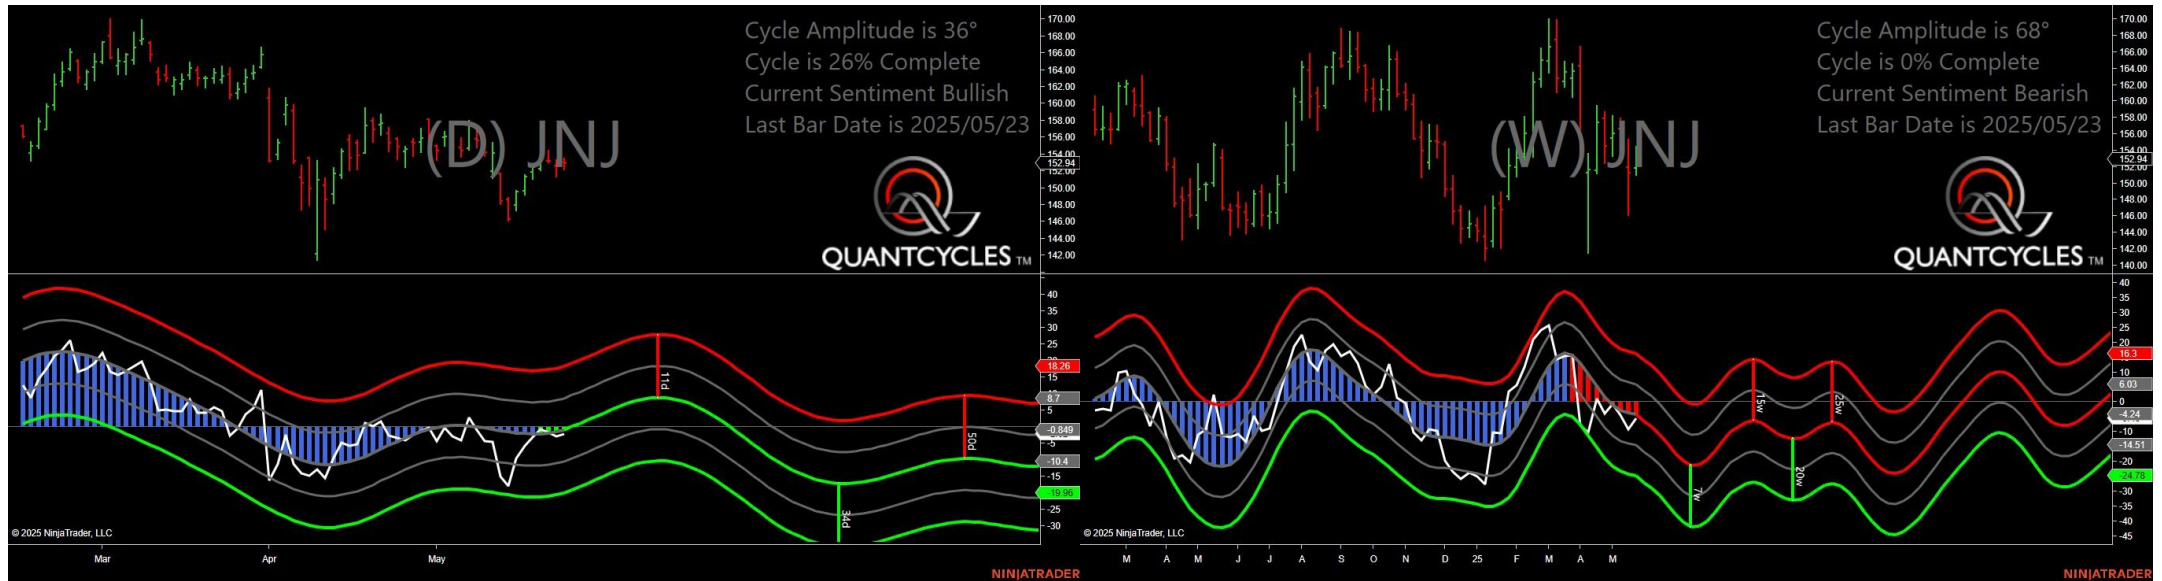 Cycle Amplitude is 36°
Cycle is 26% Complete
Current Sentiment Bullish
Last Bar Date is 2025/05/23
(D) JNJ
QUANTCYCLES TM
170.00
168.00
166.00
164.00
162.00
160.00
158.00
156.00
154.00
152.94
152.00
150.00
148.00
146.00
144.00
142.00
40
35
30
25
18.26
15
8.7
5
-0.849
-5
-10.4
-15
-19.96
-25
-30
11d
34d
50d
© 2025 NinjaTrader, LLC
Mar
Apr
May
NINJATRADER
Cycle Amplitude is 68°
Cycle is 0% Complete
Current Sentiment Bearish
Last Bar Date is 2025/05/23
(W) JNJ
QUANTCYCLES TM
170.00
168.00
166.00
164.00
162.00
160.00
158.00
156.00
154.00
152.94
150.00
148.00
146.00
144.00
142.00
140.00
40
35
30
25
20
16.3
10
6.03
0
-4.24
-10
-14.51
-20
-24.78
-30
-35
-40
-45
7w
15w
20w
25w
© 2025 NinjaTrader, LLC
M A M J J A S O N D 25 F M A M
NINJATRADER